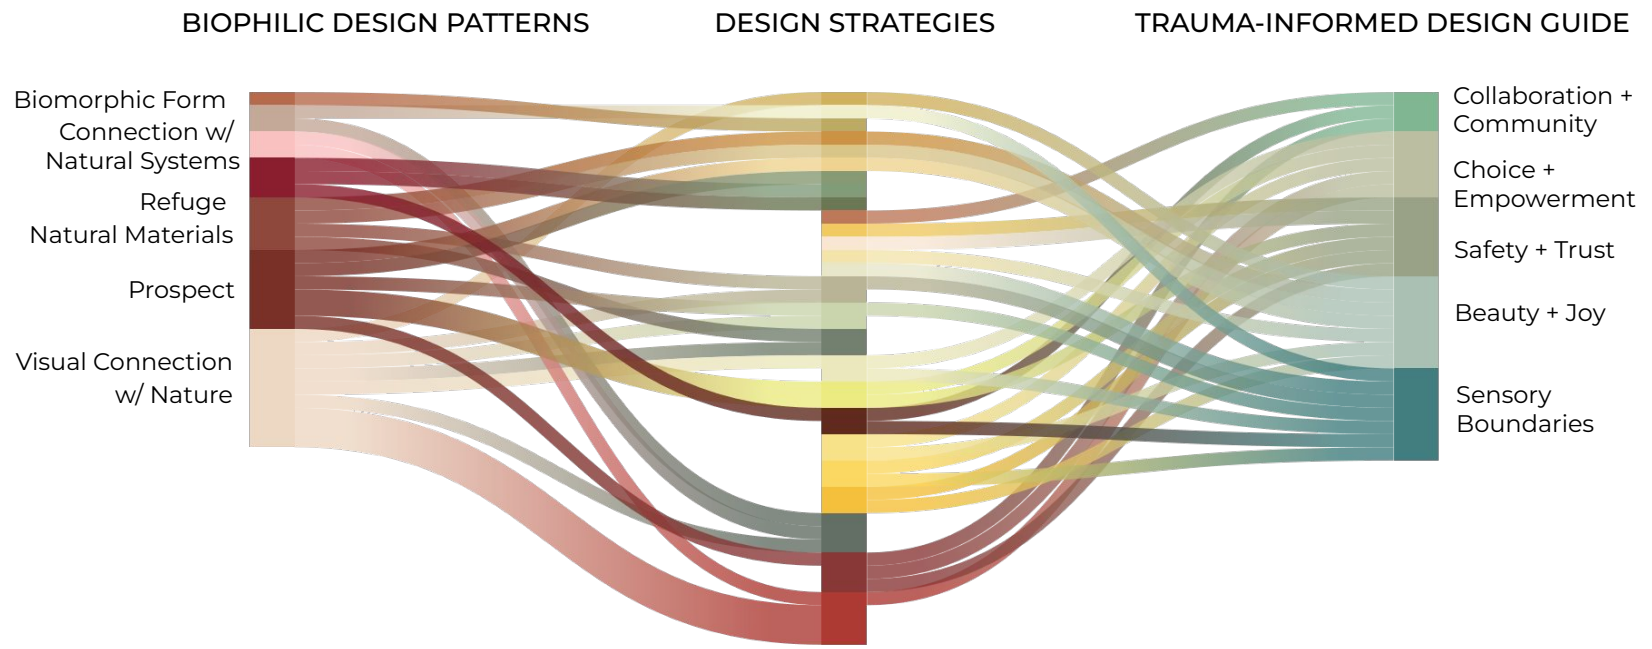 BIOPHILIC DESIGN PATTERNS
DESIGN STRATEGIES
TRAUMA-INFORMED DESIGN GUIDE
Biomorphic Form
Connection w/
Natural Systems
Refuge
Natural Materials
Prospect
Visual Connection
w/ Nature
Collaboration +
Community
Choice +
Empowerment
Safety + Trust
Beauty + Joy
Sensory
Boundaries